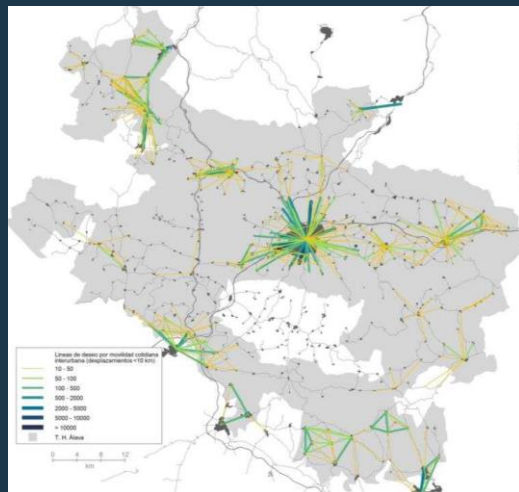 Líneas de deseo por movilidad cotidiana
interurbana (desplazamientos <10 km)
10 - 50
50 - 100
100 - 500
500 - 2000
2000 - 5000
5000 - 10000
> 10000
T. H. Álava
0 4 8 12
km